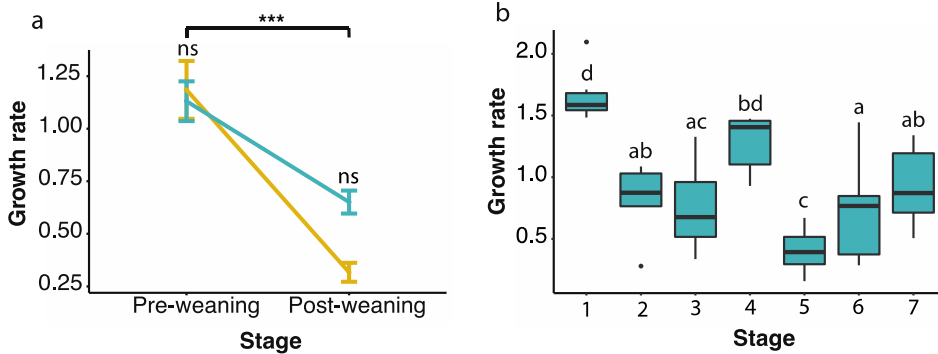 a
***
ns
ns
1.25
1.00
0.75
0.50
0.25
Growth rate
Pre-weaning Post-weaning
Stage
b
d
ab
ac
bd
c
a
ab
2.0
1.5
1.0
0.5
Growth rate
1 2 3 4 5 6 7
Stage